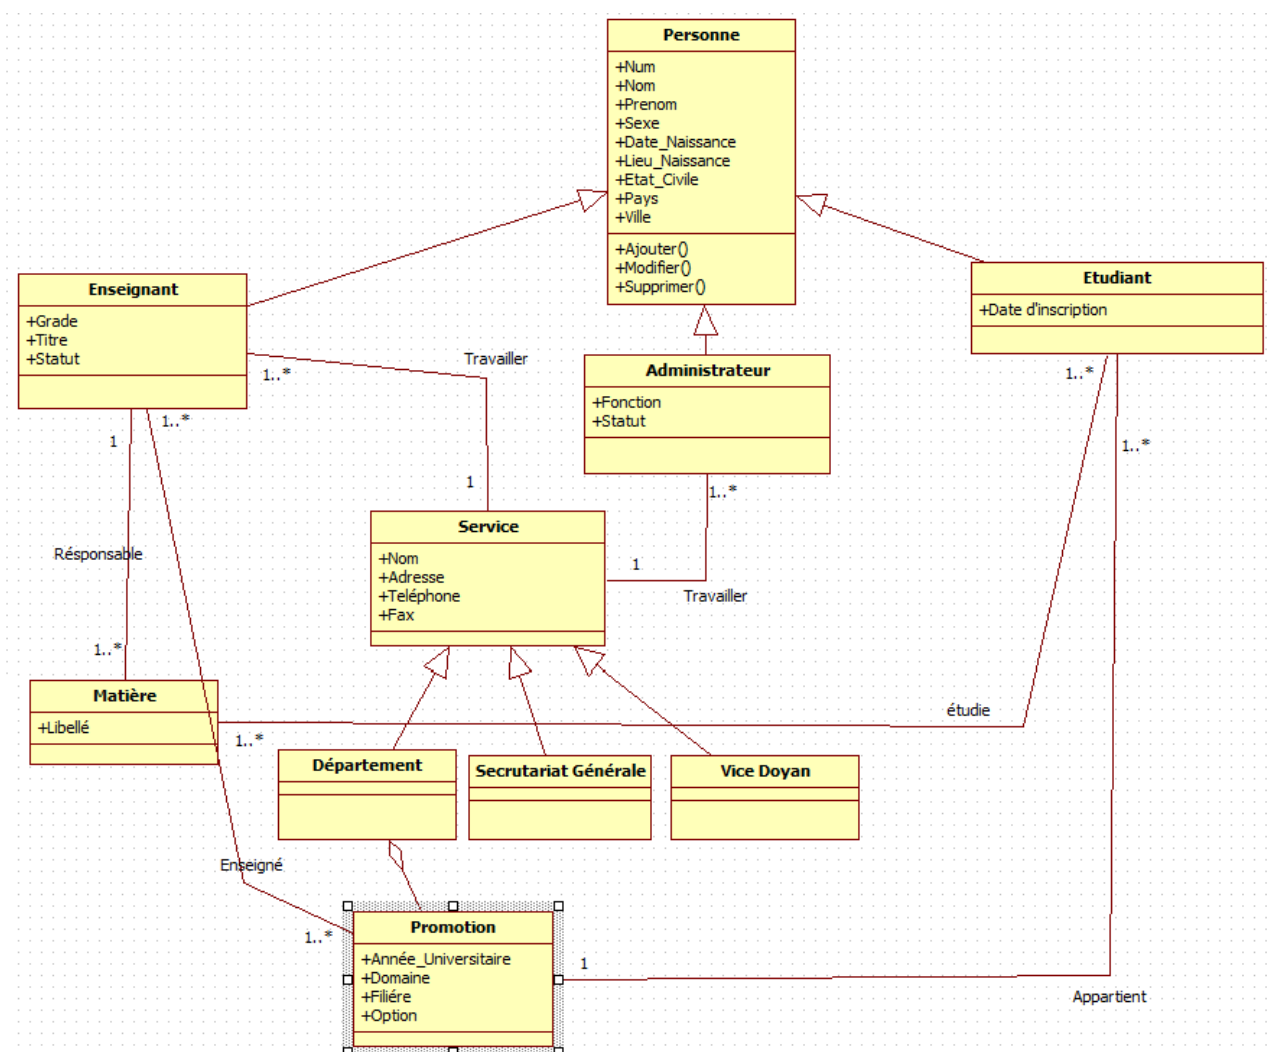 Personne
+Num
+Nom
+Prenom
+Sexe
+Date_Naissance
+Lieu_Naissance
+Etat_Civile
+Pays
+Ville
+Ajouter()
+Modifier()
+Supprimer()
Enseignant
+Grade
+Titre
+Statut
Etudiant
+Date d'inscription
Administrateur
+Fonction
+Statut
Travailler
1..*
1..*
1
1
1..*
1..*
1..*
1
Service
+Nom
+Adresse
+Teléphone
+Fax
1
Travailler
Résponsable
1..*
Matière
+Libellé
1..*
étudie
Département
Secrutariat Générale
Vice Doyan
Enseigné
1..*
Promotion
+Année_Universitaire
+Domaine
+Filiére
+Option
1
Appartient